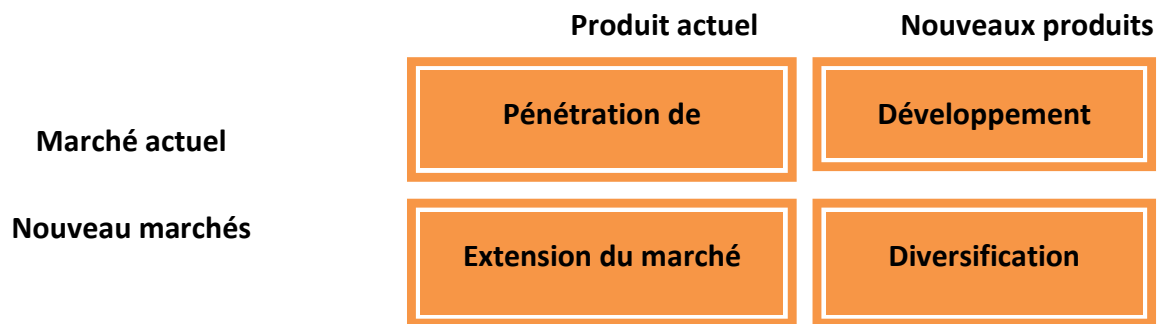 Produit actuel Nouveaux produits
Pénétration de Développement
Marché actuel
Nouveau marchés
Extension du marché Diversification